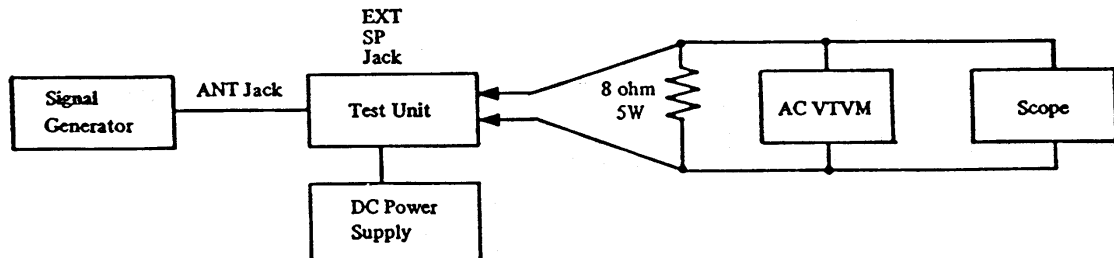 EXT
SP
Jack
Signal
Generator
ANT Jack
Test Unit
8 ohm
5W
AC VTVM
Scope
DC Power
Supply